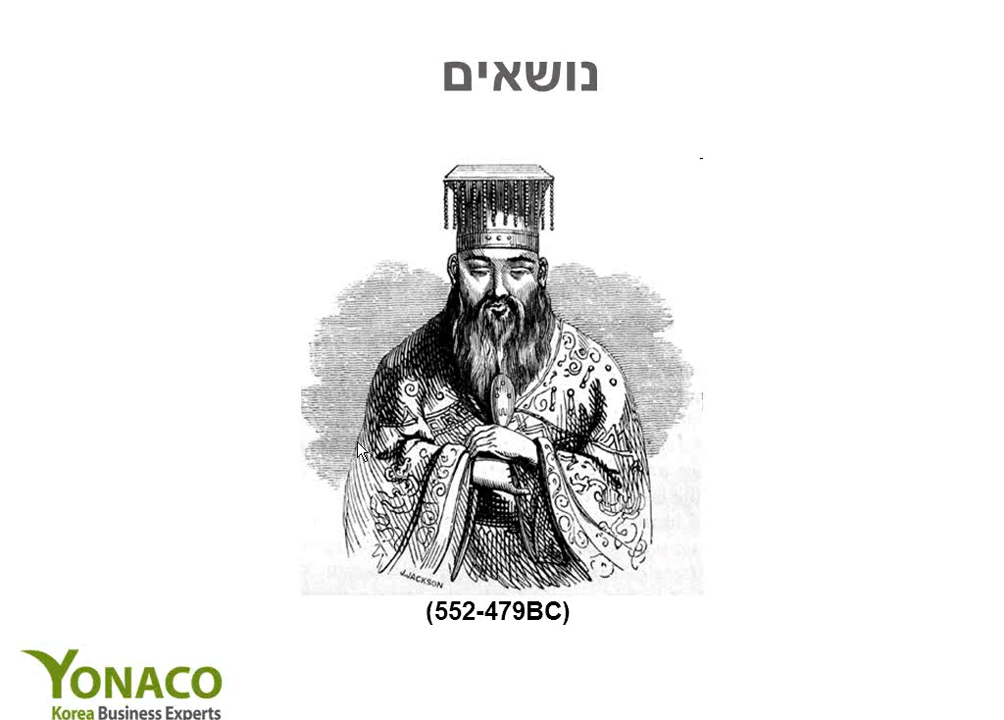 נושאים
J.JACKSON
(552-479BC)
YONACO
Korea Business Experts